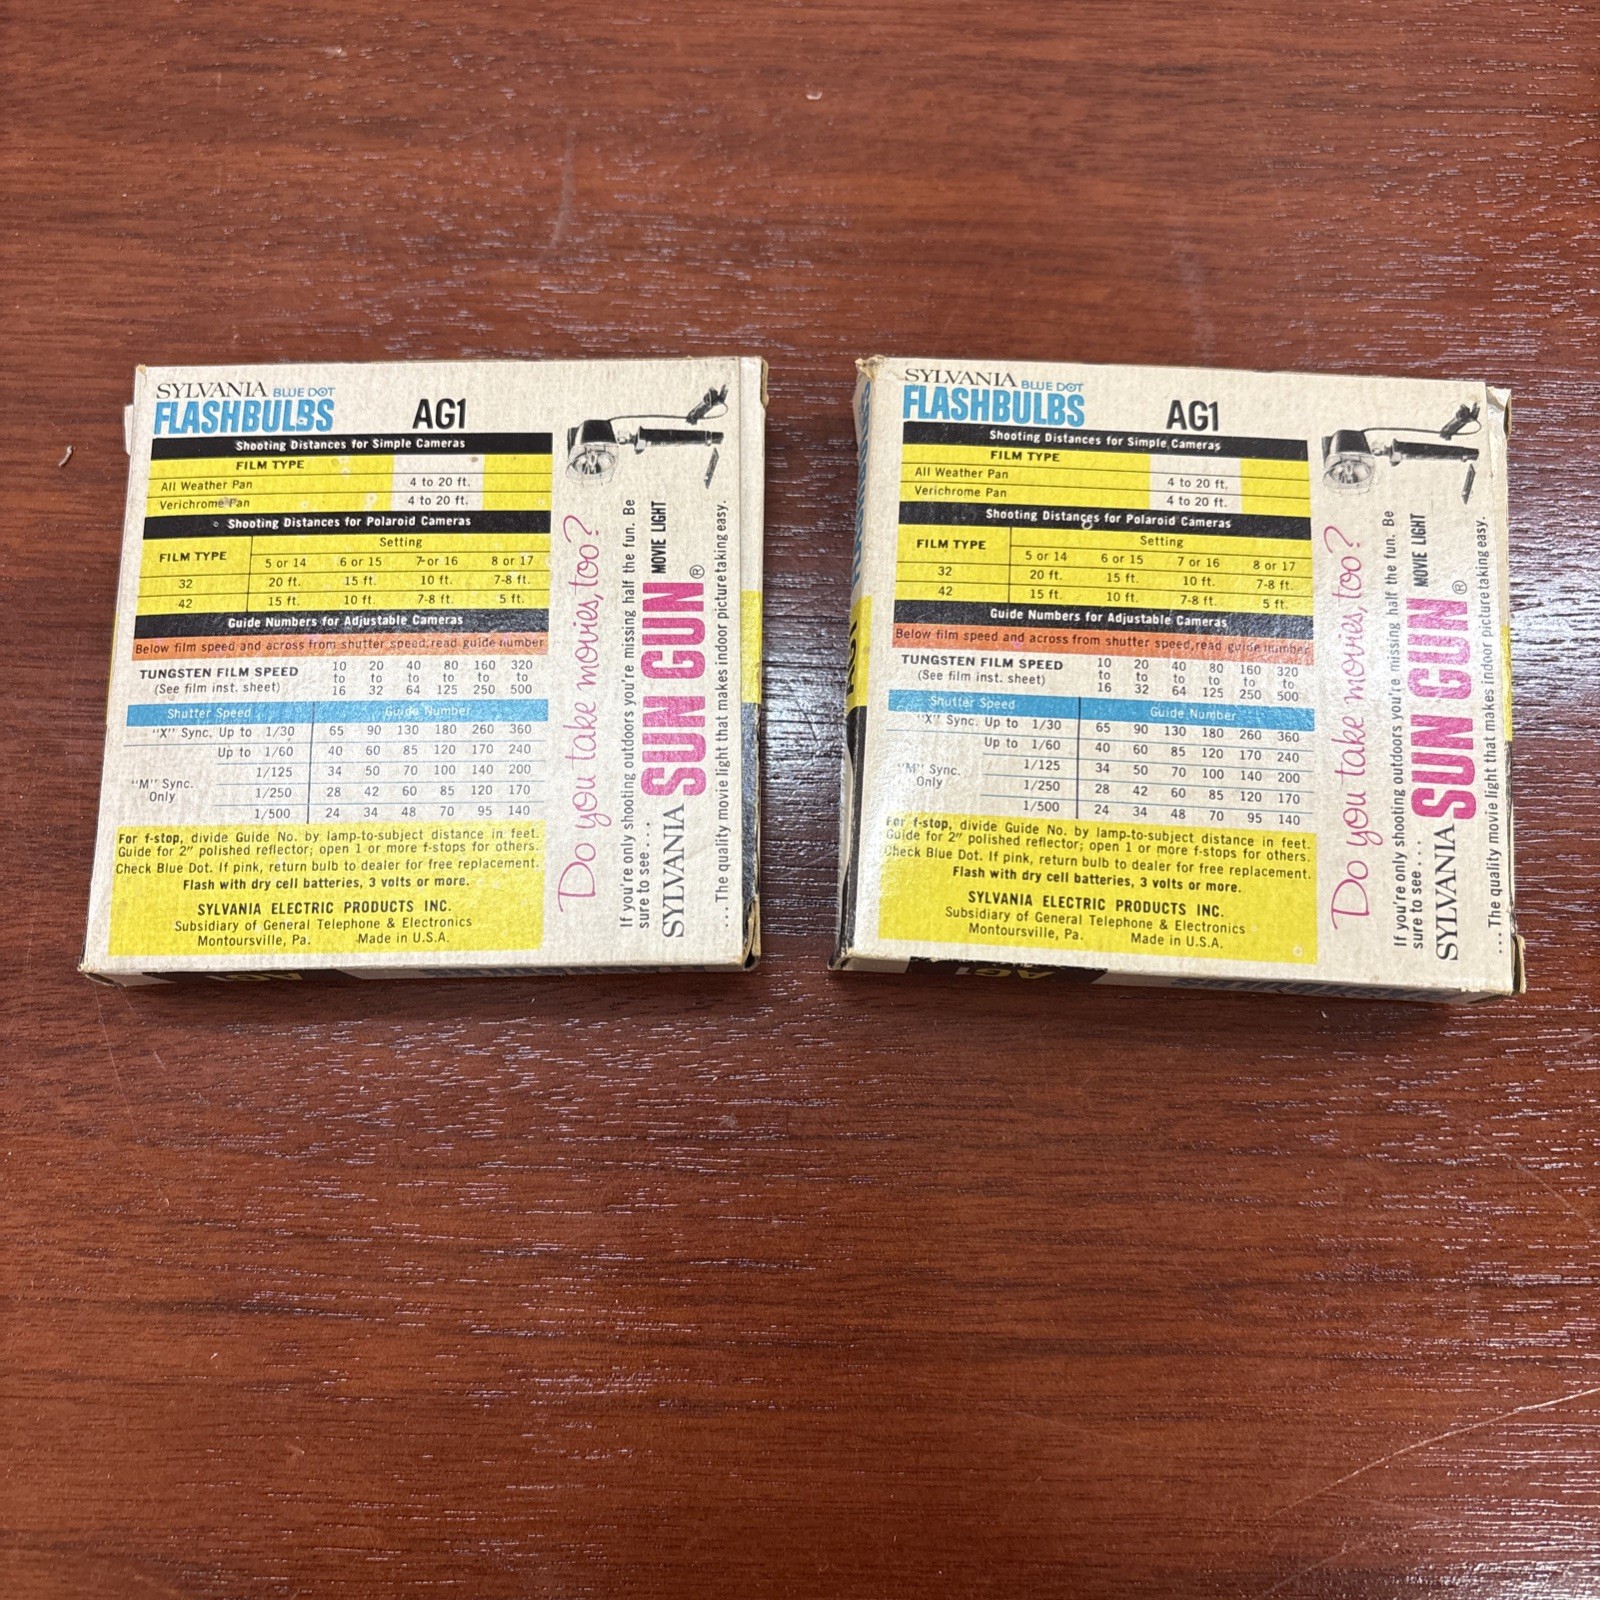 SYLVANIA BLUE DOT
FLASHBULBS AG1
Shooting Distances for Simple Cameras
FILM TYPE
All Weather Pan 4 to 20 ft.
Verichrome Pan 4 to 20 ft.
Shooting Distances for Polaroid Cameras
FILM TYPE Setting
5 or 14 6 or 15 7 or 16 8 or 17
32 20 ft. 15 ft. 10 ft. 7-8 ft.
42 15 ft. 10 ft. 7-8 ft. 5 ft.
Guide Numbers for Adjustable Cameras
Below film speed and across from shutter speed, read guide number
TUNGSTEN FILM SPEED 10 20 40 80 160 320
(See film inst. sheet) to to to to to to
16 32 64 125 250 500
Shutter Speed Guide Number
"X" Sync. Up to 1/30 65 90 130 180 260 360
Up to 1/60 40 60 85 120 170 240
"M" Sync. Only
1/125 34 50 70 100 140 200
1/250 28 42 60 85 120 170
1/500 24 34 48 70 95 140
For f-stop, divide Guide No. by lamp-to-subject distance in feet.
Guide for 2" polished reflector; open 1 or more f-stops for others.
Check Blue Dot. If pink, return bulb to dealer for free replacement.
Flash with dry cell batteries, 3 volts or more.
SYLVANIA ELECTRIC PRODUCTS INC.
Subsidiary of General Telephone & Electronics
Montoursville, Pa. Made in U.S.A.
Do you take movies, too?
If you're only shooting outdoors you're missing half the fun. Be
sure to see....
SYLVANIA SUN GUN® MOVIE LIGHT
...The quality movie light that makes indoor picture taking easy.
AG1
SYLVANIA BLUE DOT
FLASHBULBS AG1
Shooting Distances for Simple Cameras
FILM TYPE
All Weather Pan 4 to 20 ft.
Verichrome Pan 4 to 20 ft.
Shooting Distances for Polaroid Cameras
FILM TYPE Setting
5 or 14 6 or 15 7 or 16 8 or 17
32 20 ft. 15 ft. 10 ft. 7-8 ft.
42 15 ft. 10 ft. 7-8 ft. 5 ft.
Guide Numbers for Adjustable Cameras
Below film speed and across from shutter speed, read guide number
TUNGSTEN FILM SPEED 10 20 40 80 160 320
(See film inst. sheet) to to to to to to
16 32 64 125 250 500
Shutter Speed Guide Number
"X" Sync. Up to 1/30 65 90 130 180 260 360
Up to 1/60 40 60 85 120 170 240
"M" Sync. Only
1/125 34 50 70 100 140 200
1/250 28 42 60 85 120 170
1/500 24 34 48 70 95 140
For f-stop, divide Guide No. by lamp-to-subject distance in feet.
Guide for 2" polished reflector; open 1 or more f-stops for others.
Check Blue Dot. If pink, return bulb to dealer for free replacement.
Flash with dry cell batteries, 3 volts or more.
SYLVANIA ELECTRIC PRODUCTS INC.
Subsidiary of General Telephone & Electronics
Montoursville, Pa. Made in U.S.A.
Do you take movies, too?
If you're only shooting outdoors you're missing half the fun. Be
sure to see....
SYLVANIA SUN GUN® MOVIE LIGHT
...The quality movie light that makes indoor picture taking easy.
AG1